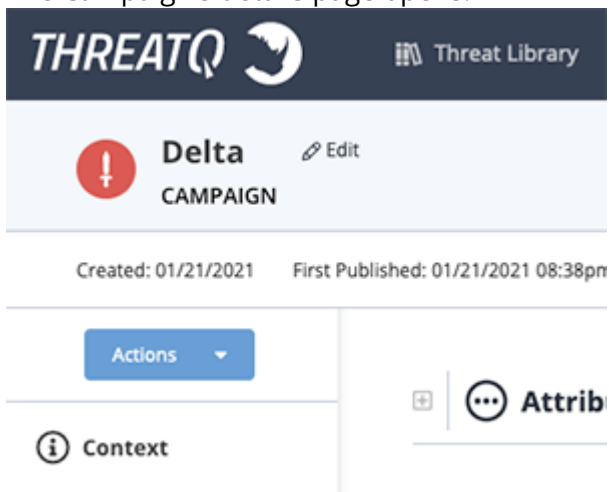 THREATQ
Threat Library
Delta
Edit
CAMPAIGN
Created: 01/21/2021
First Published: 01/21/2021 08:38pm
Actions
Context